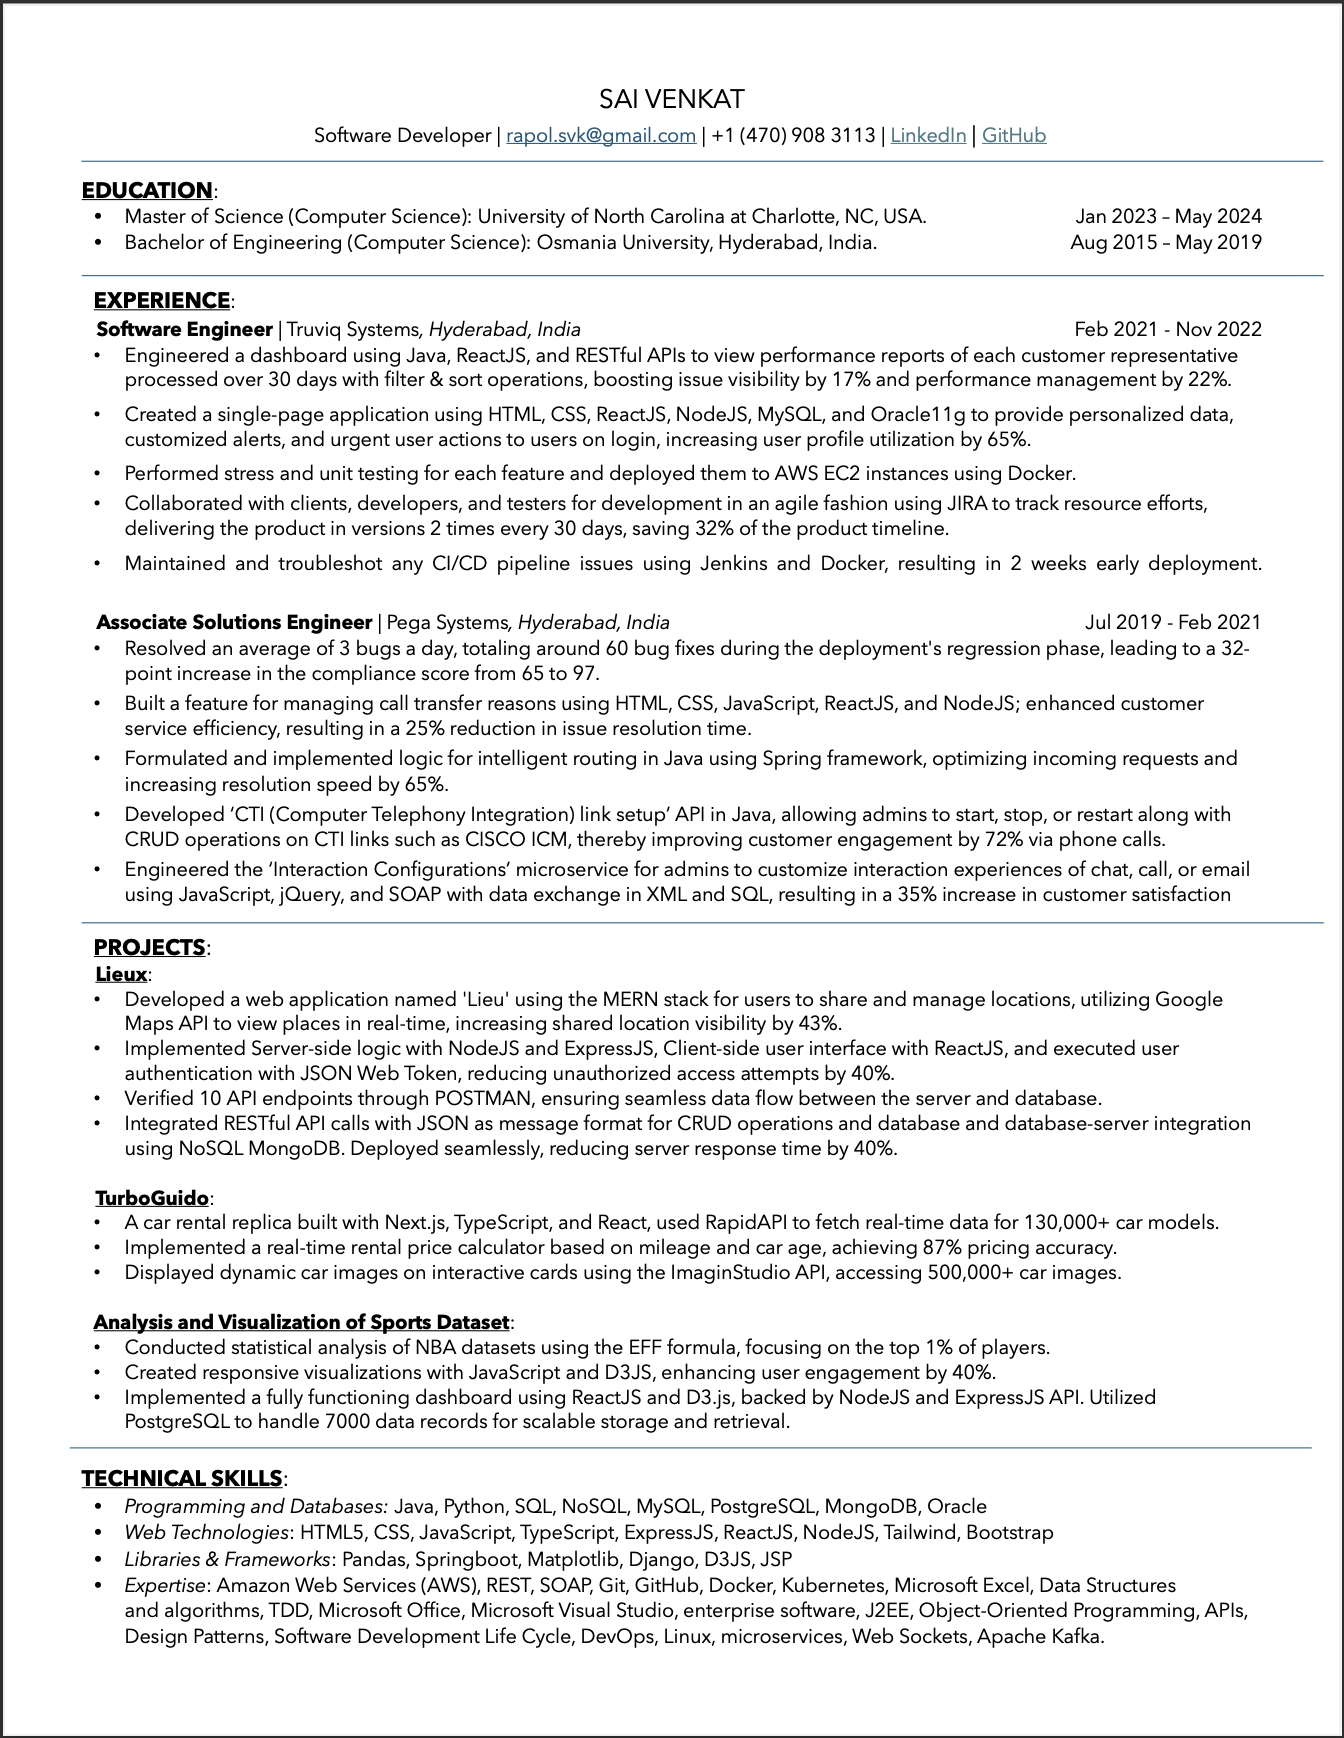 SAI VENKAT
Software Developer | rapol.svk@gmail.com | +1 (470) 908 3113 | LinkedIn | GitHub
EDUCATION:
• Master of Science (Computer Science): University of North Carolina at Charlotte, NC, USA. Jan 2023 – May 2024
• Bachelor of Engineering (Computer Science): Osmania University, Hyderabad, India. Aug 2015 – May 2019
EXPERIENCE:
Software Engineer | Truviq Systems, Hyderabad, India Feb 2021 - Nov 2022
• Engineered a dashboard using Java, ReactJS, and RESTful APIs to view performance reports of each customer representative
processed over 30 days with filter & sort operations, boosting issue visibility by 17% and performance management by 22%.
• Created a single-page application using HTML, CSS, ReactJS, NodeJS, MySQL, and Oracle11g to provide personalized data,
customized alerts, and urgent user actions to users on login, increasing user profile utilization by 65%.
• Performed stress and unit testing for each feature and deployed them to AWS EC2 instances using Docker.
• Collaborated with clients, developers, and testers for development in an agile fashion using JIRA to track resource efforts,
delivering the product in versions 2 times every 30 days, saving 32% of the product timeline.
• Maintained and troubleshot any CI/CD pipeline issues using Jenkins and Docker, resulting in 2 weeks early deployment.
Associate Solutions Engineer | Pega Systems, Hyderabad, India Jul 2019 - Feb 2021
• Resolved an average of 3 bugs a day, totaling around 60 bug fixes during the deployment's regression phase, leading to a 32-
point increase in the compliance score from 65 to 97.
• Built a feature for managing call transfer reasons using HTML, CSS, JavaScript, ReactJS, and NodeJS; enhanced customer
service efficiency, resulting in a 25% reduction in issue resolution time.
• Formulated and implemented logic for intelligent routing in Java using Spring framework, optimizing incoming requests and
increasing resolution speed by 65%.
• Developed ‘CTI (Computer Telephony Integration) link setup’ API in Java, allowing admins to start, stop, or restart along with
CRUD operations on CTI links such as CISCO ICM, thereby improving customer engagement by 72% via phone calls.
• Engineered the ‘Interaction Configurations’ microservice for admins to customize interaction experiences of chat, call, or email
using JavaScript, jQuery, and SOAP with data exchange in XML and SQL, resulting in a 35% increase in customer satisfaction
PROJECTS:
Lieux:
• Developed a web application named 'Lieu' using the MERN stack for users to share and manage locations, utilizing Google
Maps API to view places in real-time, increasing shared location visibility by 43%.
• Implemented Server-side logic with NodeJS and ExpressJS, Client-side user interface with ReactJS, and executed user
authentication with JSON Web Token, reducing unauthorized access attempts by 40%.
• Verified 10 API endpoints through POSTMAN, ensuring seamless data flow between the server and database.
• Integrated RESTful API calls with JSON as message format for CRUD operations and database and database-server integration
using NoSQL MongoDB. Deployed seamlessly, reducing server response time by 40%.
TurboGuido:
• A car rental replica built with Next.js, TypeScript, and React, used RapidAPI to fetch real-time data for 130,000+ car models.
• Implemented a real-time rental price calculator based on mileage and car age, achieving 87% pricing accuracy.
• Displayed dynamic car images on interactive cards using the ImaginStudio API, accessing 500,000+ car images.
Analysis and Visualization of Sports Dataset:
• Conducted statistical analysis of NBA datasets using the EFF formula, focusing on the top 1% of players.
• Created responsive visualizations with JavaScript and D3JS, enhancing user engagement by 40%.
• Implemented a fully functioning dashboard using ReactJS and D3.js, backed by NodeJS and ExpressJS API. Utilized
PostgreSQL to handle 7000 data records for scalable storage and retrieval.
TECHNICAL SKILLS:
• Programming and Databases: Java, Python, SQL, NoSQL, MySQL, PostgreSQL, MongoDB, Oracle
• Web Technologies: HTML5, CSS, JavaScript, TypeScript, ExpressJS, ReactJS, NodeJS, Tailwind, Bootstrap
• Libraries & Frameworks: Pandas, Springboot, Matplotlib, Django, D3JS, JSP
• Expertise: Amazon Web Services (AWS), REST, SOAP, Git, GitHub, Docker, Kubernetes, Microsoft Excel, Data Structures
and algorithms, TDD, Microsoft Office, Microsoft Visual Studio, enterprise software, J2EE, Object-Oriented Programming, APIs,
Design Patterns, Software Development Life Cycle, DevOps, Linux, microservices, Web Sockets, Apache Kafka.